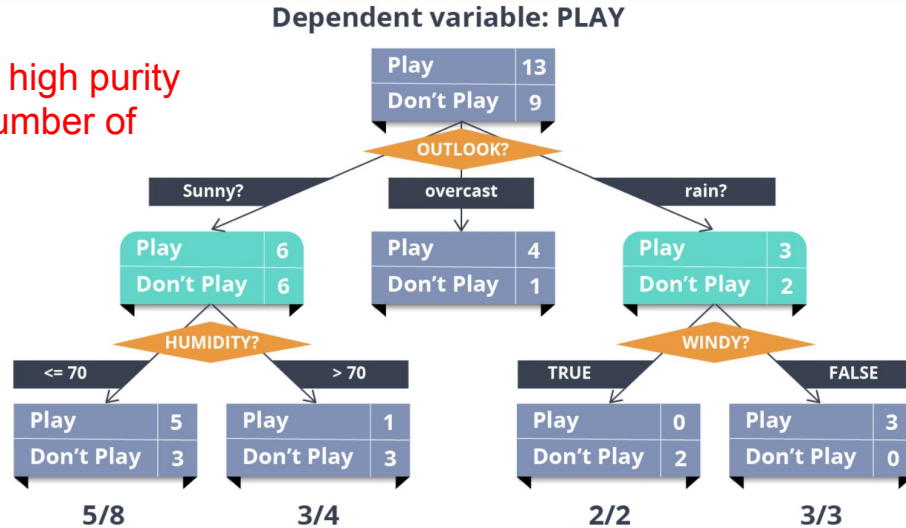 Dependent variable: PLAY
high purity
umber of
Play 13
Don't Play 9
OUTLOOK?
Sunny? overcast rain?
Play 6 Play 4 Play 3
Don't Play 6 Don't Play 1 Don't Play 2
HUMIDITY? WINDY?
<= 70 > 70 TRUE FALSE
Play 5 Play 1 Play 0 Play 3
Don't Play 3 Don't Play 3 Don't Play 2 Don't Play 0
5/8 3/4 2/2 3/3